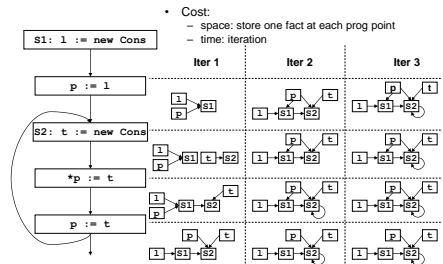 • Cost:
– space: store one fact at each prog point
– time: iteration
S1: l := new Cons
Iter 1
Iter 2
Iter 3
p := l
l
p
S1
p
t
l
S1
S2
p
t
l
S1
S2
S2: t := new Cons
l
p
S1
t
S2
p
t
l
S1
S2
p
t
l
S1
S2
*p := t
l
p
S1
t
S2
p
t
l
S1
S2
p
t
l
S1
S2
p := t
p
t
l
S1
S2
p
t
l
S1
S2
p
t
l
S1
S2